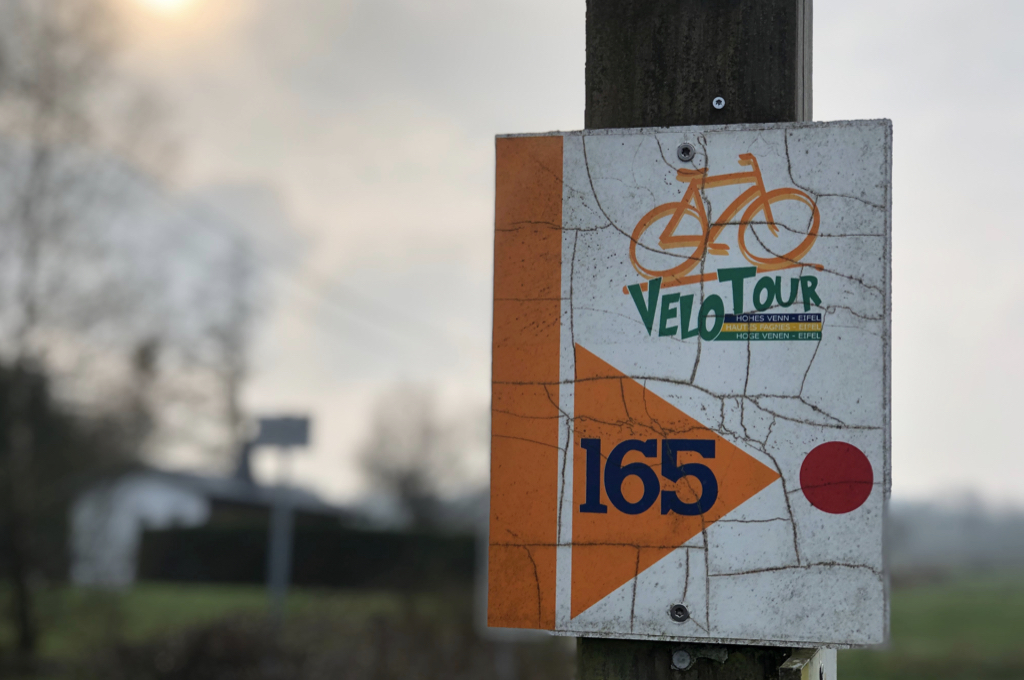 VELOTOUR
HOHES VENN - EIFEL
HAUTES FAGNES - EIFEL
HOGE VENEN - EIFEL
165